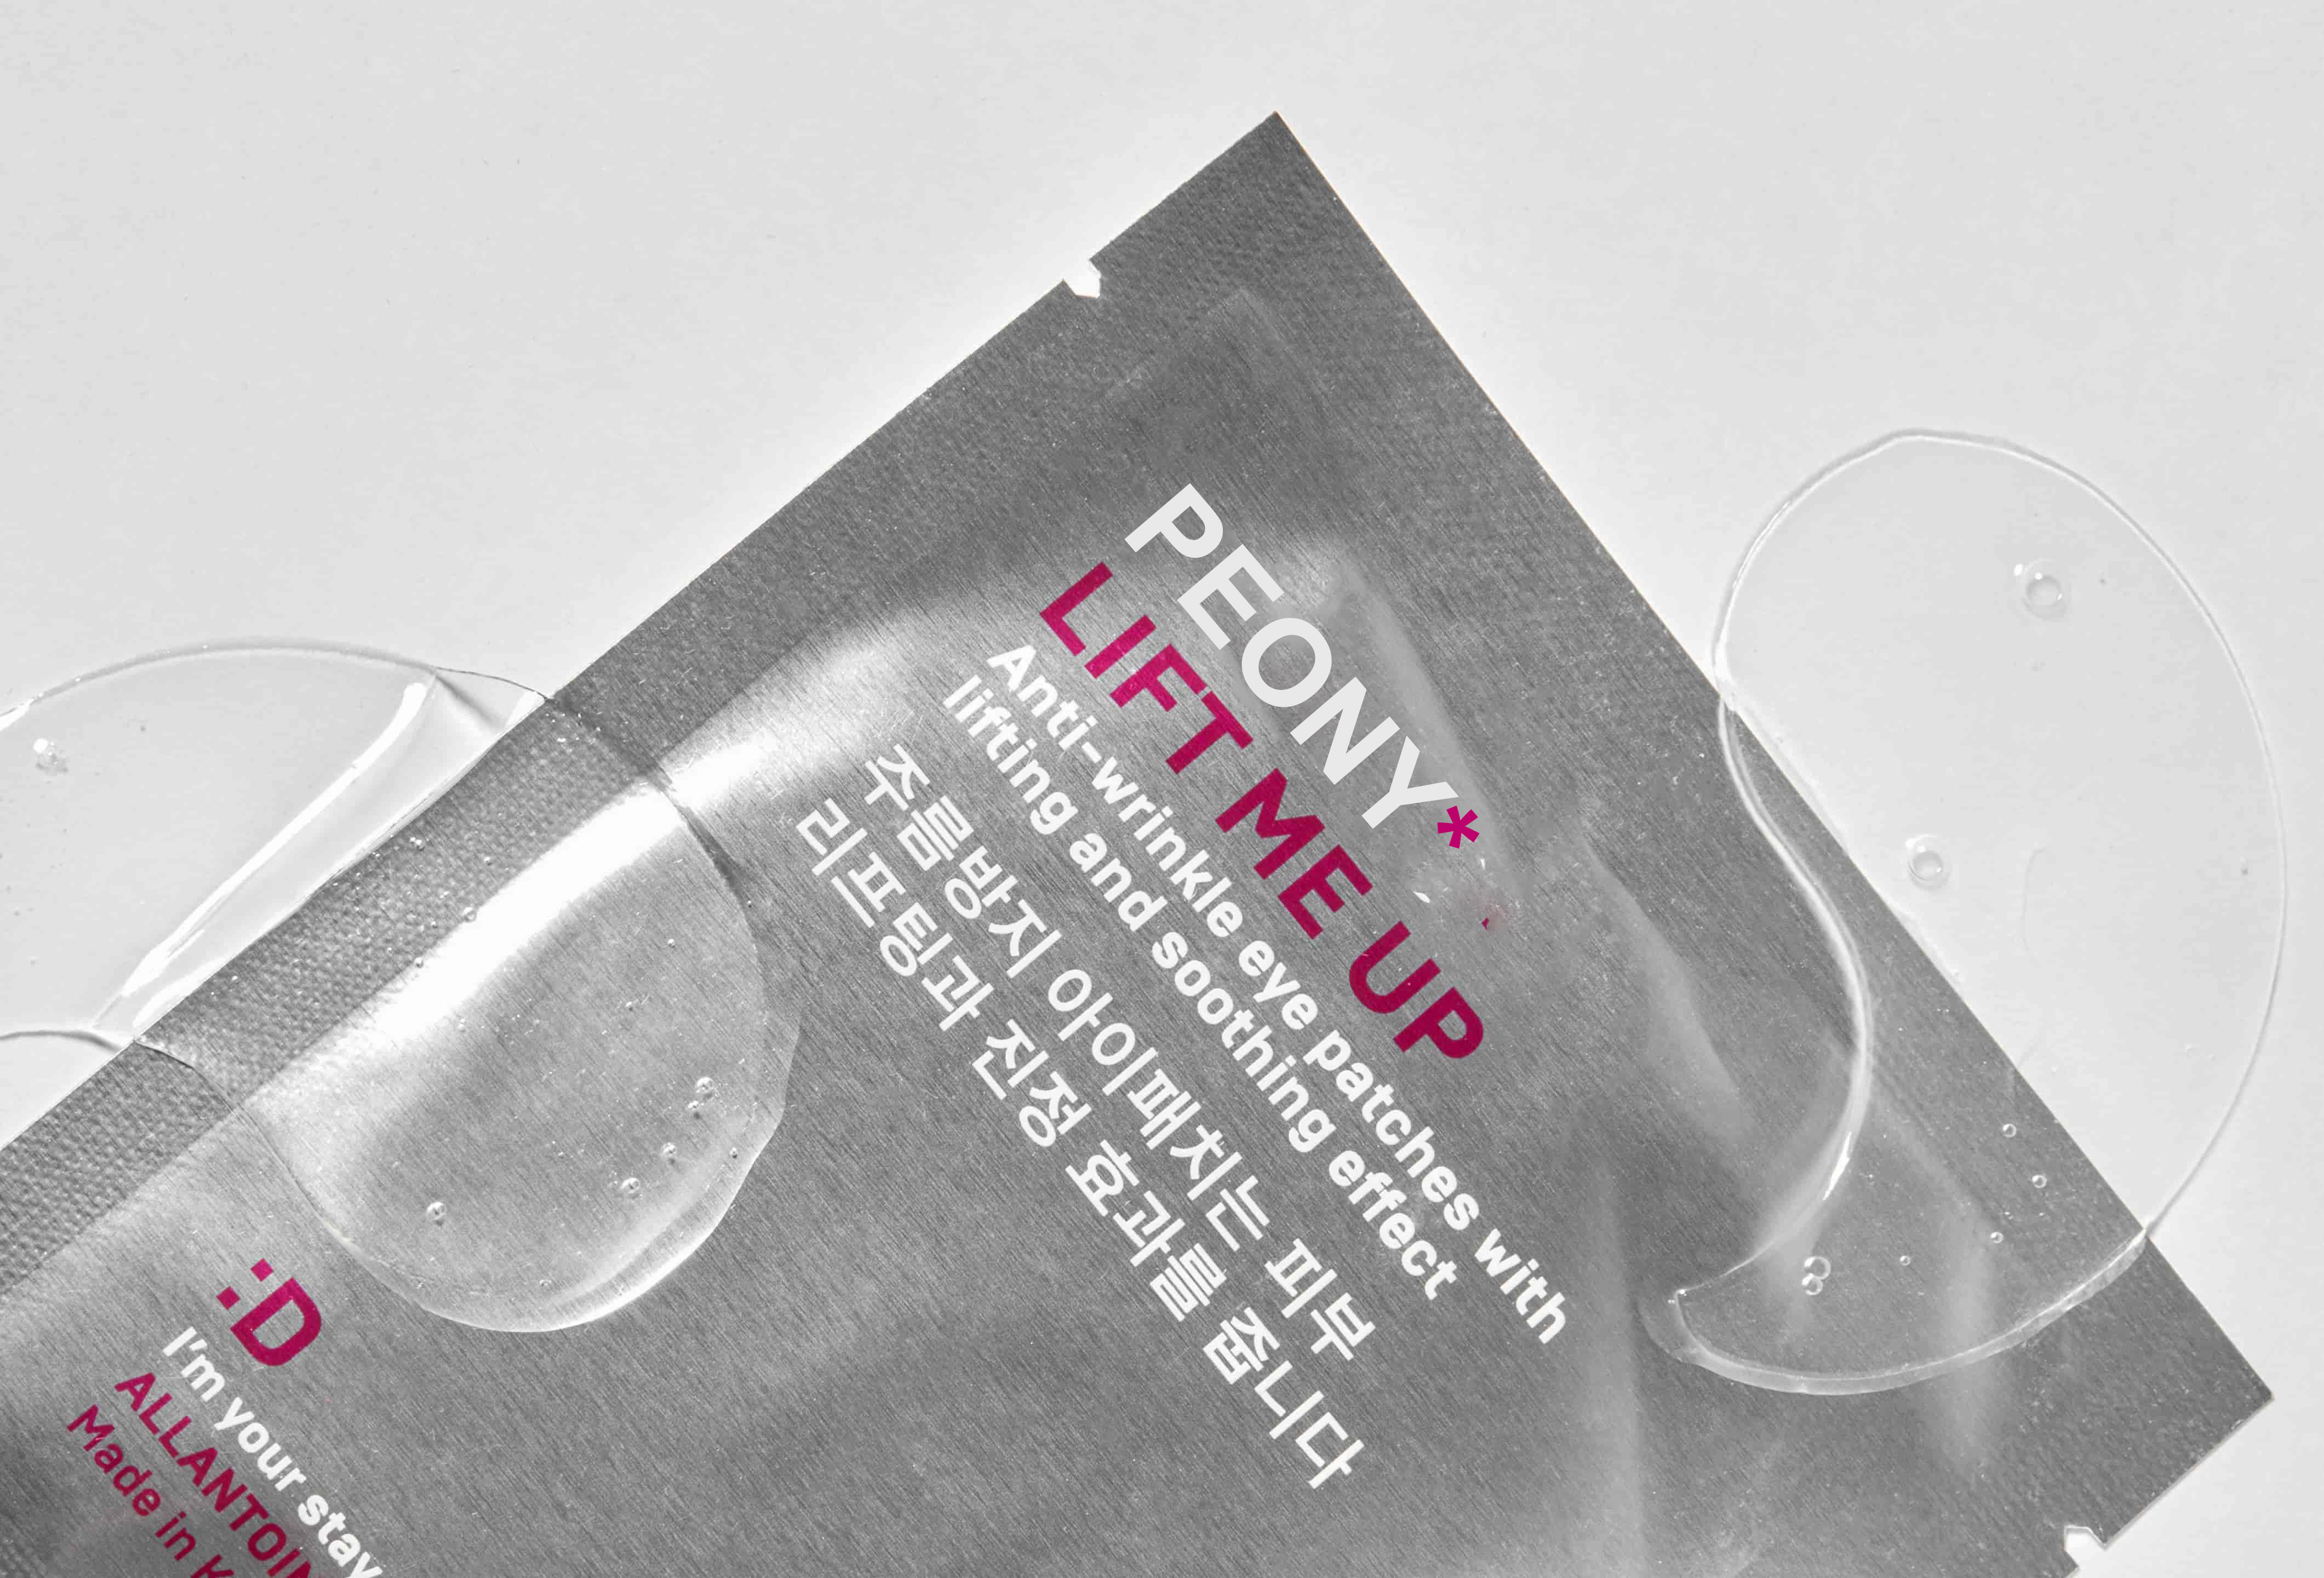 PEONY*
LIFT ME UP
Anti-wrinkle eye patches with
lifting and soothing effect
주름방지 아이패치는 피부
리프팅과 진정 효과를 줍니다
:D
I'm your stay
ALLANTOIN
Made in K